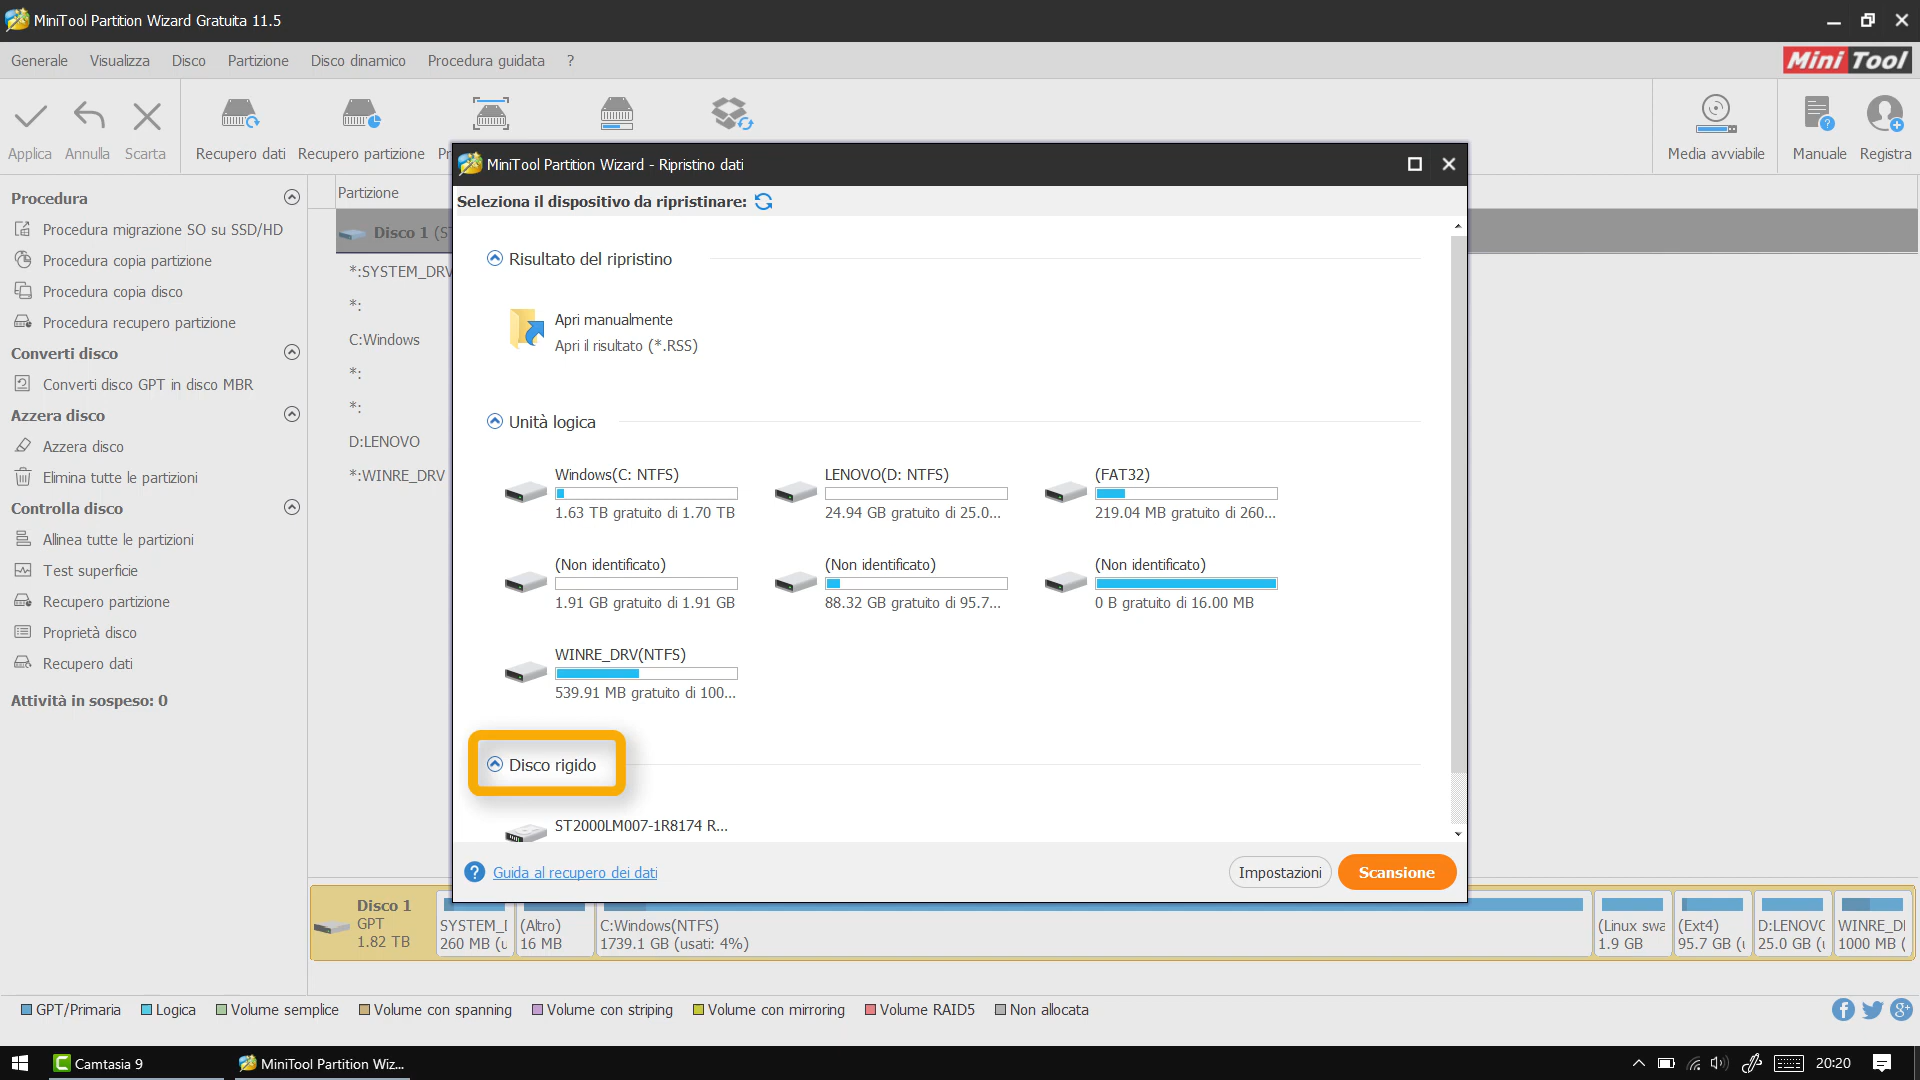 MiniTool Partition Wizard Gratuita 11.5
Generale Visualizza Disco Partizione Disco dinamico Procedura guidata ?
Mini Tool
Applica Annulla Scarta Recupero dati Recupero partizione
Media avviabile Manuale Registra
Procedura
Procedura migrazione SO su SSD/HD
Procedura copia partizione
Procedura copia disco
Procedura recupero partizione
Converti disco
Converti disco GPT in disco MBR
Azzera disco
Azzera disco
Elimina tutte le partizioni
Controlla disco
Allinea tutte le partizioni
Test superficie
Recupero partizione
Proprietà disco
Recupero dati
Attività in sospeso: 0
Partizione
Disco 1 (S
*:SYSTEM_DRV
*:
C:Windows
*:
*:
D:LENOVO
*:WINRE_DRV
MiniTool Partition Wizard - Ripristino dati
Seleziona il dispositivo da ripristinare:
Risultato del ripristino
Apri manualmente
Apri il risultato (*.RSS)
Unità logica
Windows(C: NTFS)
1.63 TB gratuito di 1.70 TB
LENOVO(D: NTFS)
24.94 GB gratuito di 25.0...
(FAT32)
219.04 MB gratuito di 260...
(Non identificato)
1.91 GB gratuito di 1.91 GB
(Non identificato)
88.32 GB gratuito di 95.7...
(Non identificato)
0 B gratuito di 16.00 MB
WINRE_DRV(NTFS)
539.91 MB gratuito di 100...
Disco rigido
ST2000LM007-1R8174 R...
? Guida al recupero dei dati
Impostazioni Scansione
Disco 1
GPT
1.82 TB
SYSTEM_
260 MB (u
(Altro)
16 MB
C:Windows(NTFS)
1739.1 GB (usati: 4%)
(Linux swa
1.9 GB
(Ext4)
95.7 GB (
D:LENOVO
25.0 GB (
WINRE_D
1000 MB (
GPT/Primaria Logica Volume semplice Volume con spanning Volume con striping Volume con mirroring Volume RAID5 Non allocata
Camtasia 9 MiniTool Partition Wiz... 20:20